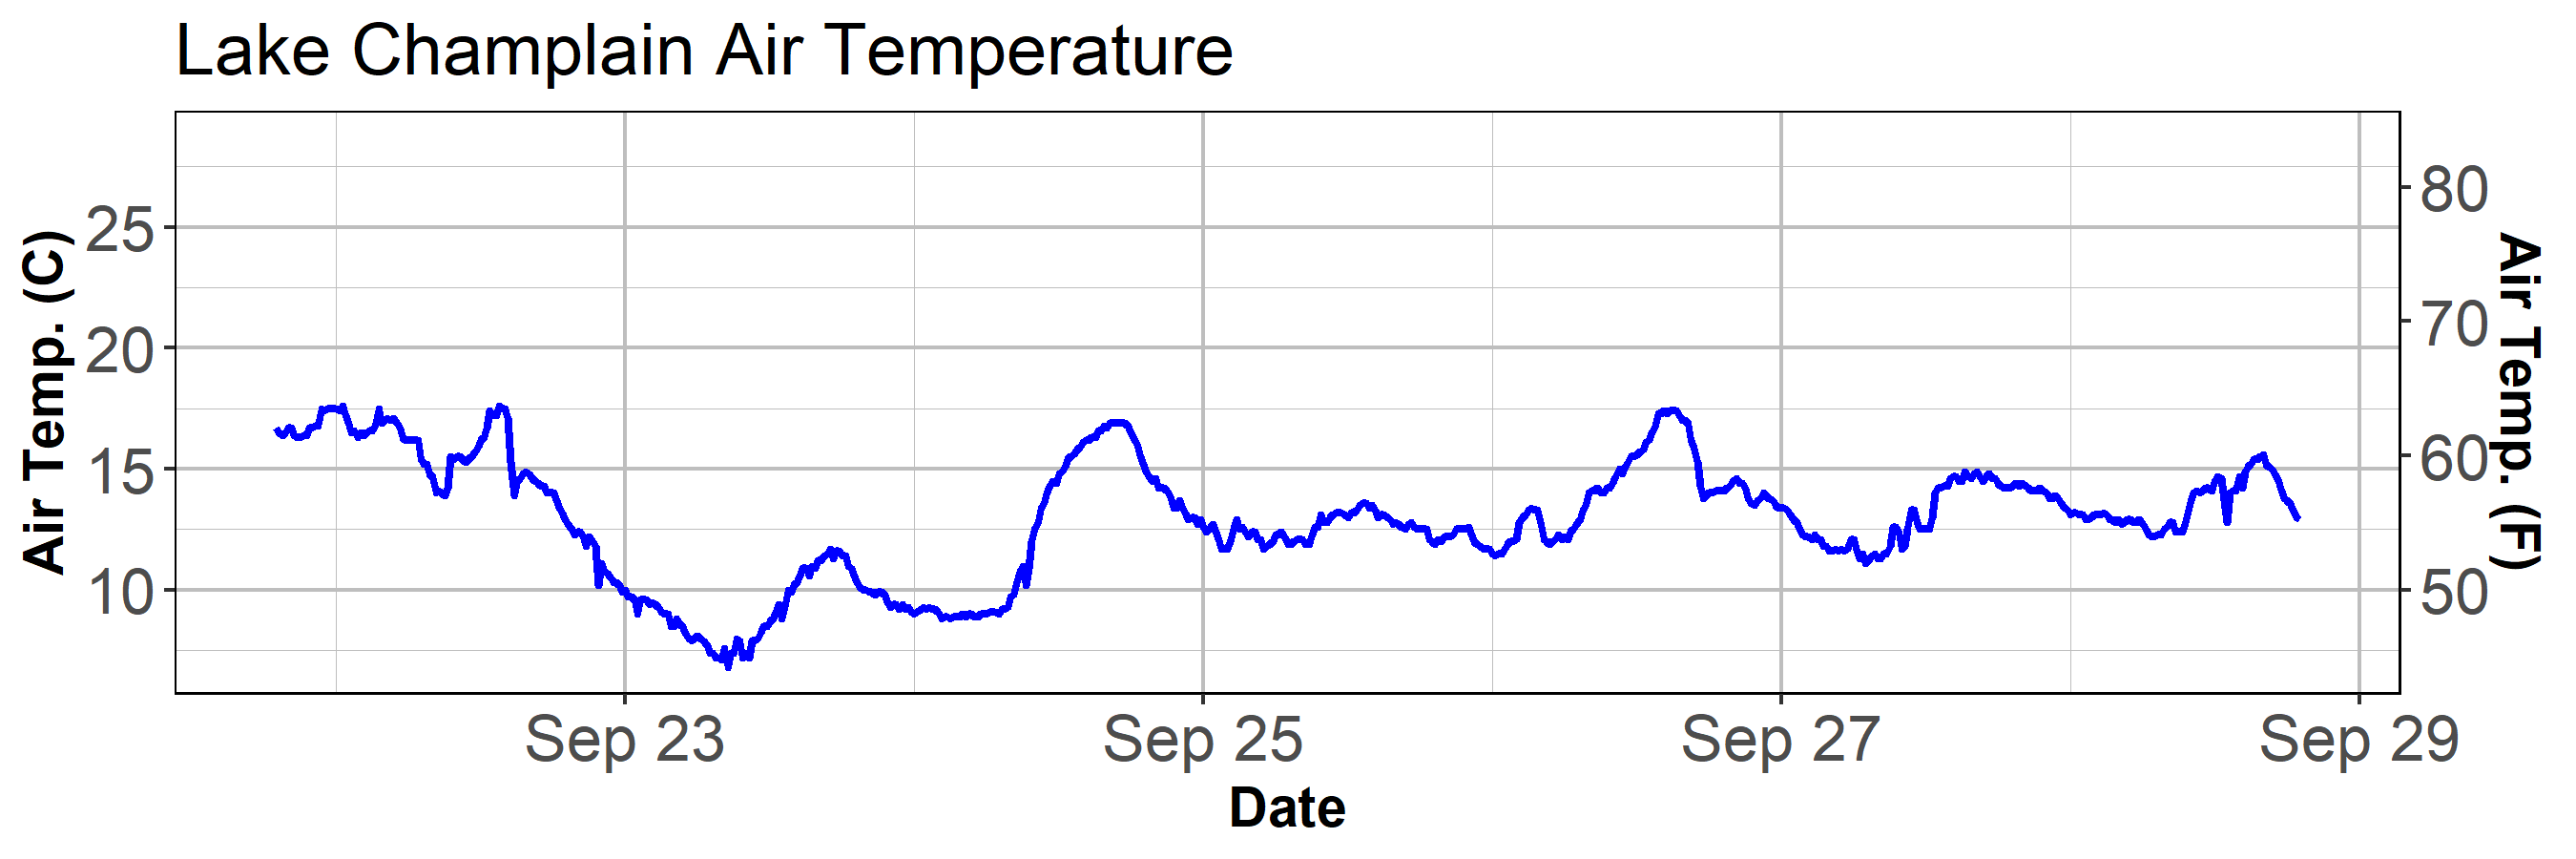 Lake Champlain Air Temperature
Air Temp. (C)
25
20
15
10
80
70
60
50
Air Temp. (F)
Sep 23
Sep 25
Sep 27
Sep 29
Date